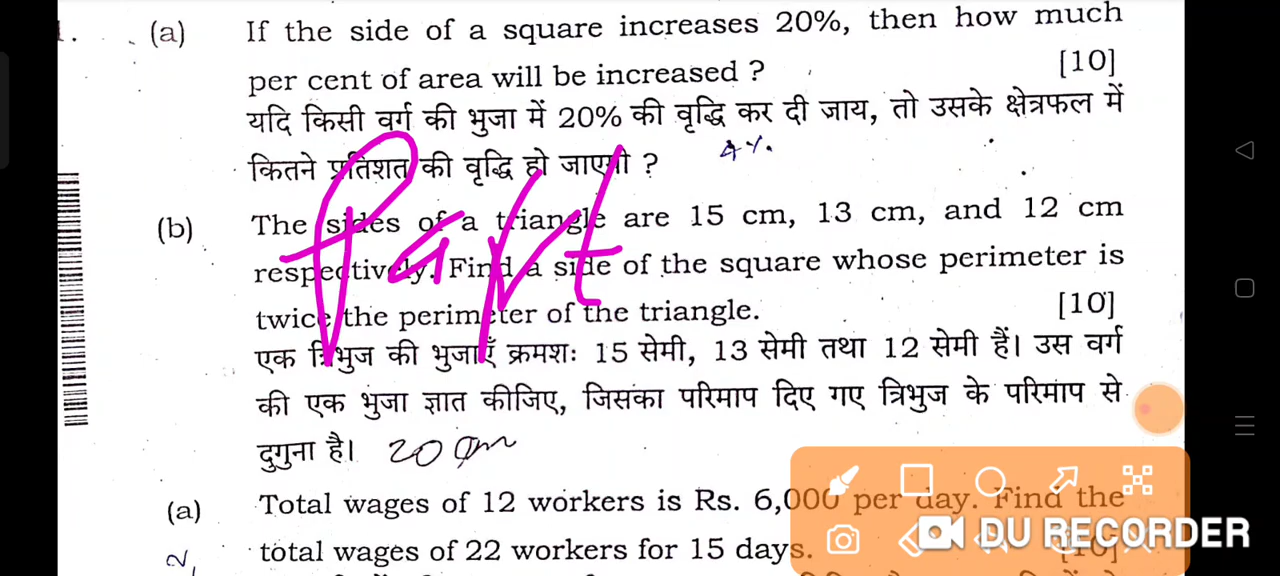 1. (a) If the side of a square increases 20%, then how much
per cent of area will be increased ? [10]
यदि किसी वर्ग की भुजा में 20% की वृद्धि कर दी जाय, तो उसके क्षेत्रफल में
कितने प्रतिशत की वृद्धि हो जाएगी ? 4%
Part
(b) The sides of a triangle are 15 cm, 13 cm, and 12 cm
respectively. Find a side of the square whose perimeter is
twice the perimeter of the triangle. [10]
एक त्रिभुज की भुजाएँ क्रमशः 15 सेमी, 13 सेमी तथा 12 सेमी हैं। उस वर्ग
की एक भुजा ज्ञात कीजिए, जिसका परिमाप दिए गए त्रिभुज के परिमाप से
दुगुना है। 20 cm
(a) Total wages of 12 workers is Rs. 6,000 per day. Find the
total wages of 22 workers for 15 days. [10]
DU RECORDER